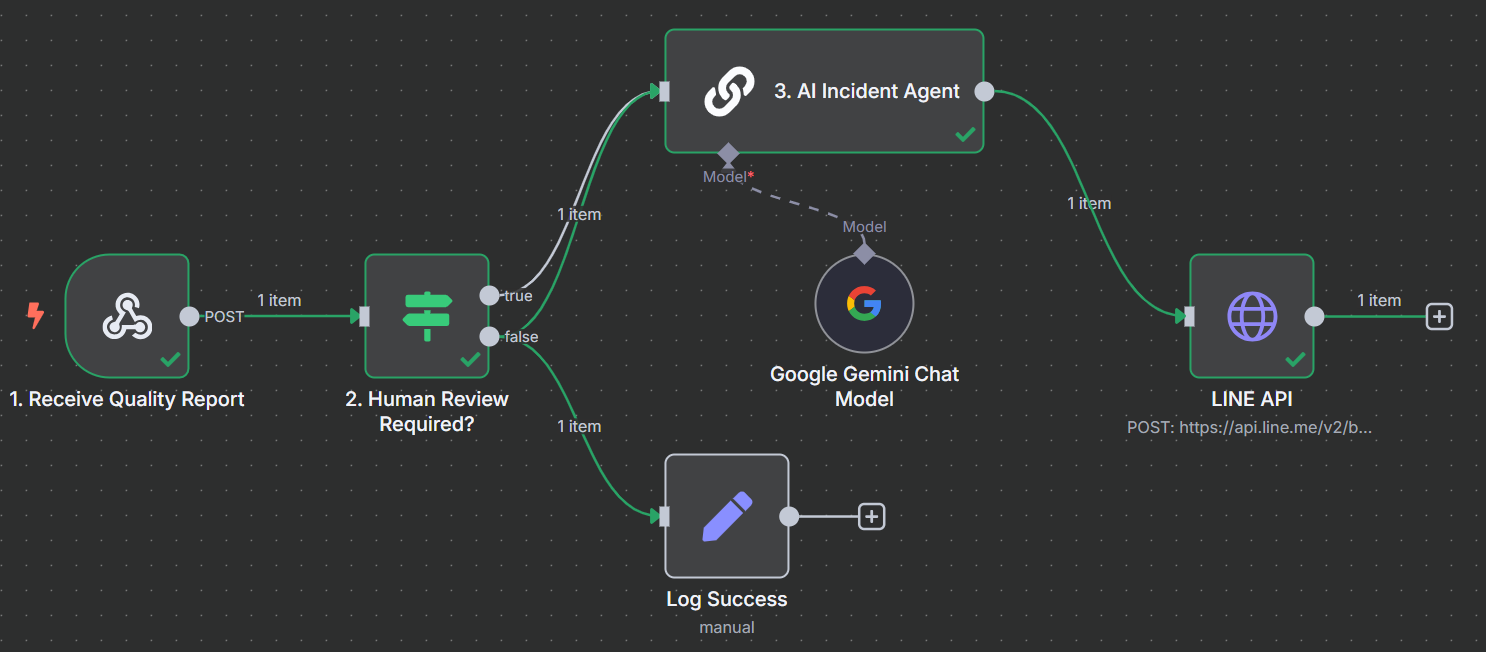 3. AI Incident Agent
Model*
1 item
1 item
Model
1 item
POST
true
false
1 item
Google Gemini Chat
Model
1. Receive Quality Report
2. Human Review
Required?
LINE API
POST: https://api.line.me/v2/b...
1 item
Log Success
manual